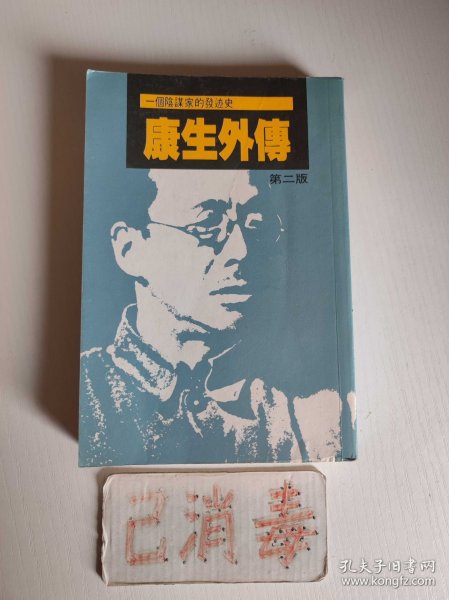 一個陰謀家的發迹史
康生外傳
第二版
已消毒
孔夫子旧书网
www.kongfz.com